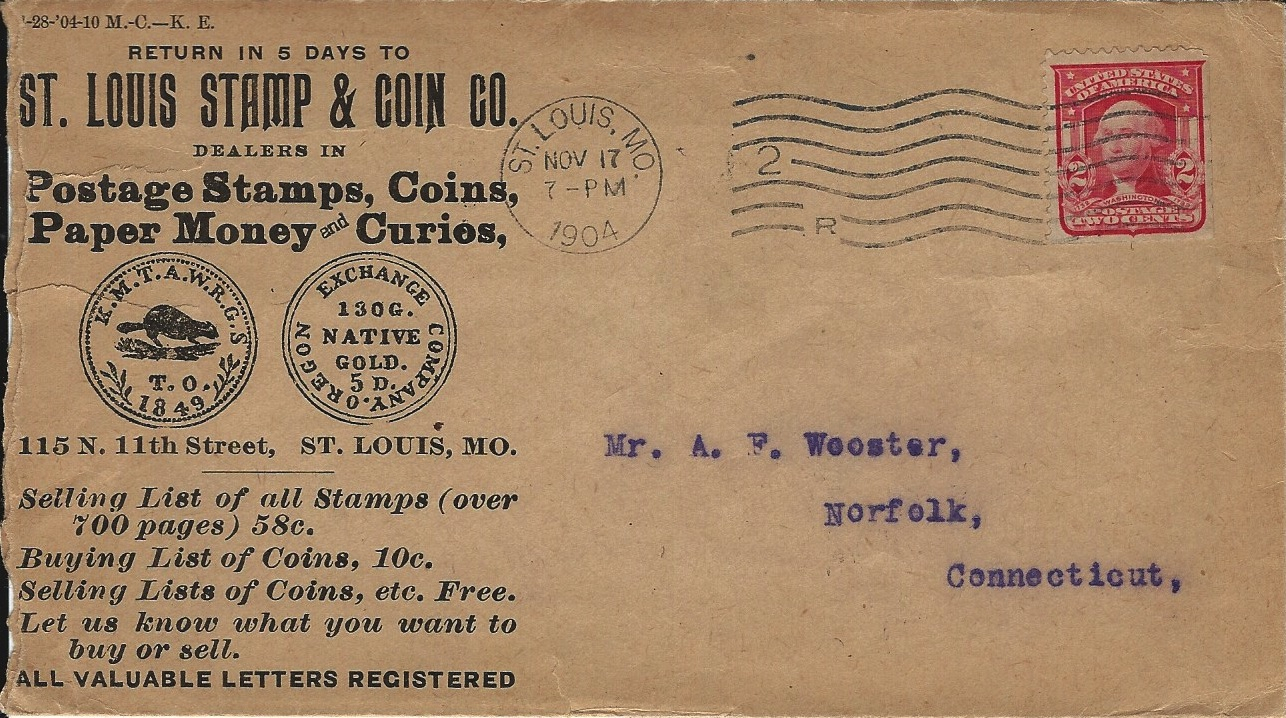 -28-'04-10 M.-C.—K. E.
RETURN IN 5 DAYS TO
ST. LOUIS STAMP & COIN CO.
DEALERS IN
Postage Stamps, Coins,
Paper Money and Curios,
K.M.T.A.W.R.G.S
T.O.
1849
OREGON EXCHANGE COMPANY.
130G.
NATIVE
GOLD.
5 D.
115 N. 11th Street, ST. LOUIS, MO.
Selling List of all Stamps (over
700 pages) 58c.
Buying List of Coins, 10c.
Selling Lists of Coins, etc. Free.
Let us know what you want to
buy or sell.
ALL VALUABLE LETTERS REGISTERED
ST. LOUIS, MO.
NOV 17
7-PM
1904
2
R
UNITED STATES
OF AMERICA
2 2
WASHINGTON
POSTAGE
TWO CENTS
Mr. A. F. Wooster,
Norfolk,
Connecticut,